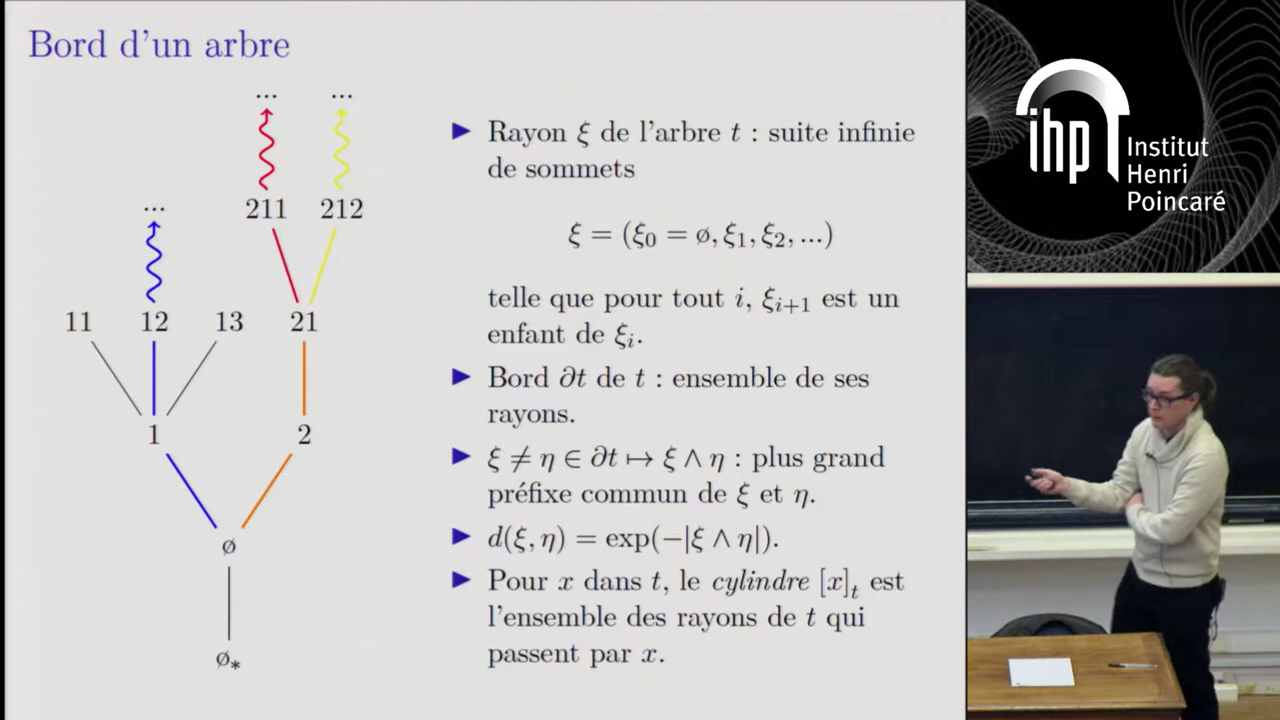 Bord d'un arbre
... ...
211 212
...
11 12 13 21
1 2
ø
ø*
▶ Rayon ξ de l'arbre t : suite infinie
de sommets
ξ = (ξ0 = ø, ξ1, ξ2, ...)
telle que pour tout i, ξi+1 est un
enfant de ξi.
▶ Bord ∂t de t : ensemble de ses
rayons.
▶ ξ ≠ η ∈ ∂t ↦ ξ ∧ η : plus grand
préfixe commun de ξ et η.
▶ d(ξ, η) = exp(−|ξ ∧ η|).
▶ Pour x dans t, le cylindre [x]t est
l'ensemble des rayons de t qui
passent par x.
ihp
Institut
Henri
Poincaré